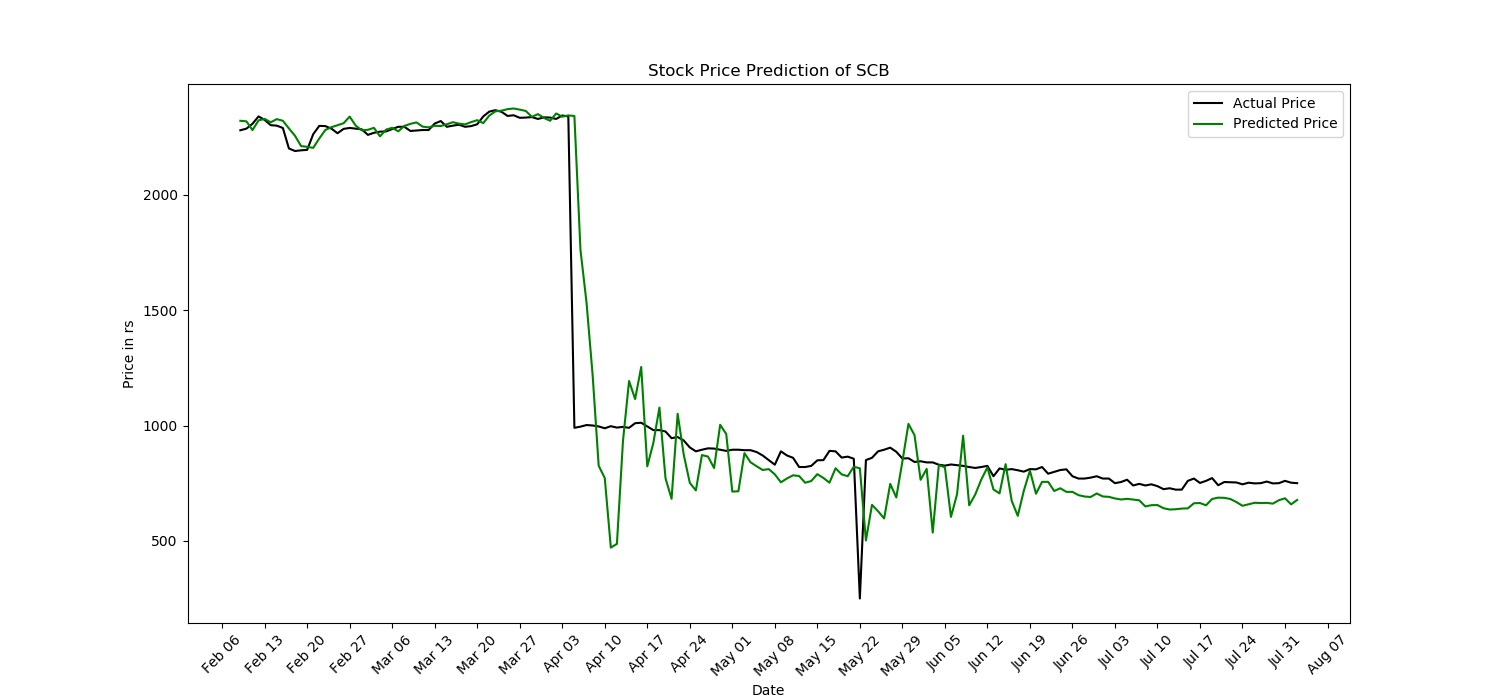 Stock Price Prediction of SCB
Actual Price
Predicted Price
Price in rs
2000
1500
1000
500
Feb 06
Feb 13
Feb 20
Feb 27
Mar 06
Mar 13
Mar 20
Mar 27
Apr 03
Apr 10
Apr 17
Apr 24
May 01
May 08
May 15
May 22
May 29
Jun 05
Jun 12
Jun 19
Jun 26
Jul 03
Jul 10
Jul 17
Jul 24
Jul 31
Aug 07
Date